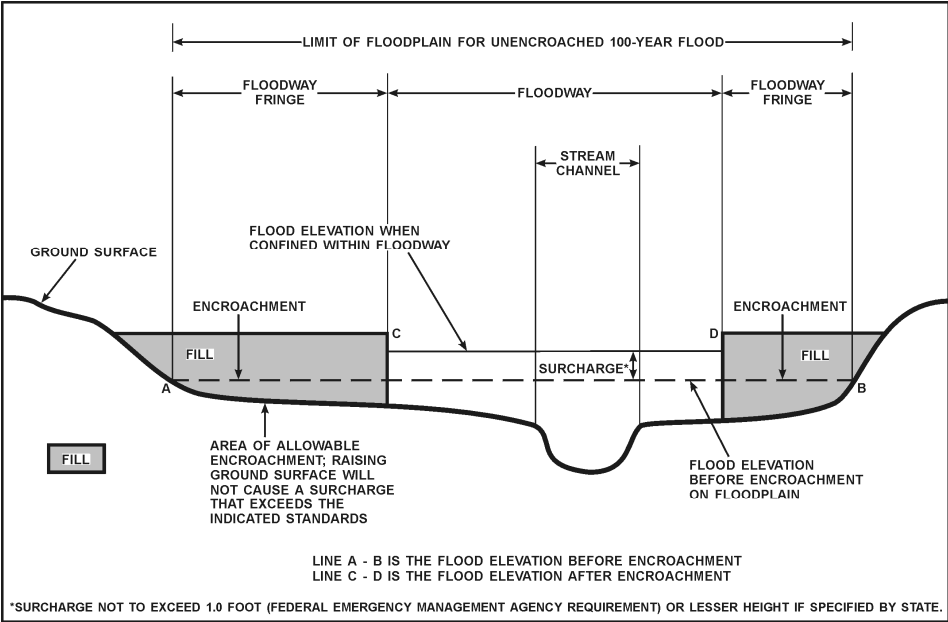 LIMIT OF FLOODPLAIN FOR UNENCROACHED 100-YEAR FLOOD
FLOODWAY
FRINGE
FLOODWAY
FLOODWAY
FRINGE
STREAM
CHANNEL
FLOOD ELEVATION WHEN
CONFINED WITHIN FLOODWAY
GROUND SURFACE
ENCROACHMENT
ENCROACHMENT
C
D
FILL
FILL
SURCHARGE*
A
B
AREA OF ALLOWABLE
ENCROACHMENT; RAISING
GROUND SURFACE WILL
NOT CAUSE A SURCHARGE
THAT EXCEEDS THE
INDICATED STANDARDS
FILL
FLOOD ELEVATION
BEFORE ENCROACHMENT
ON FLOODPLAIN
LINE A - B IS THE FLOOD ELEVATION BEFORE ENCROACHMENT
LINE C - D IS THE FLOOD ELEVATION AFTER ENCROACHMENT
*SURCHARGE NOT TO EXCEED 1.0 FOOT (FEDERAL EMERGENCY MANAGEMENT AGENCY REQUIREMENT) OR LESSER HEIGHT IF SPECIFIED BY STATE.